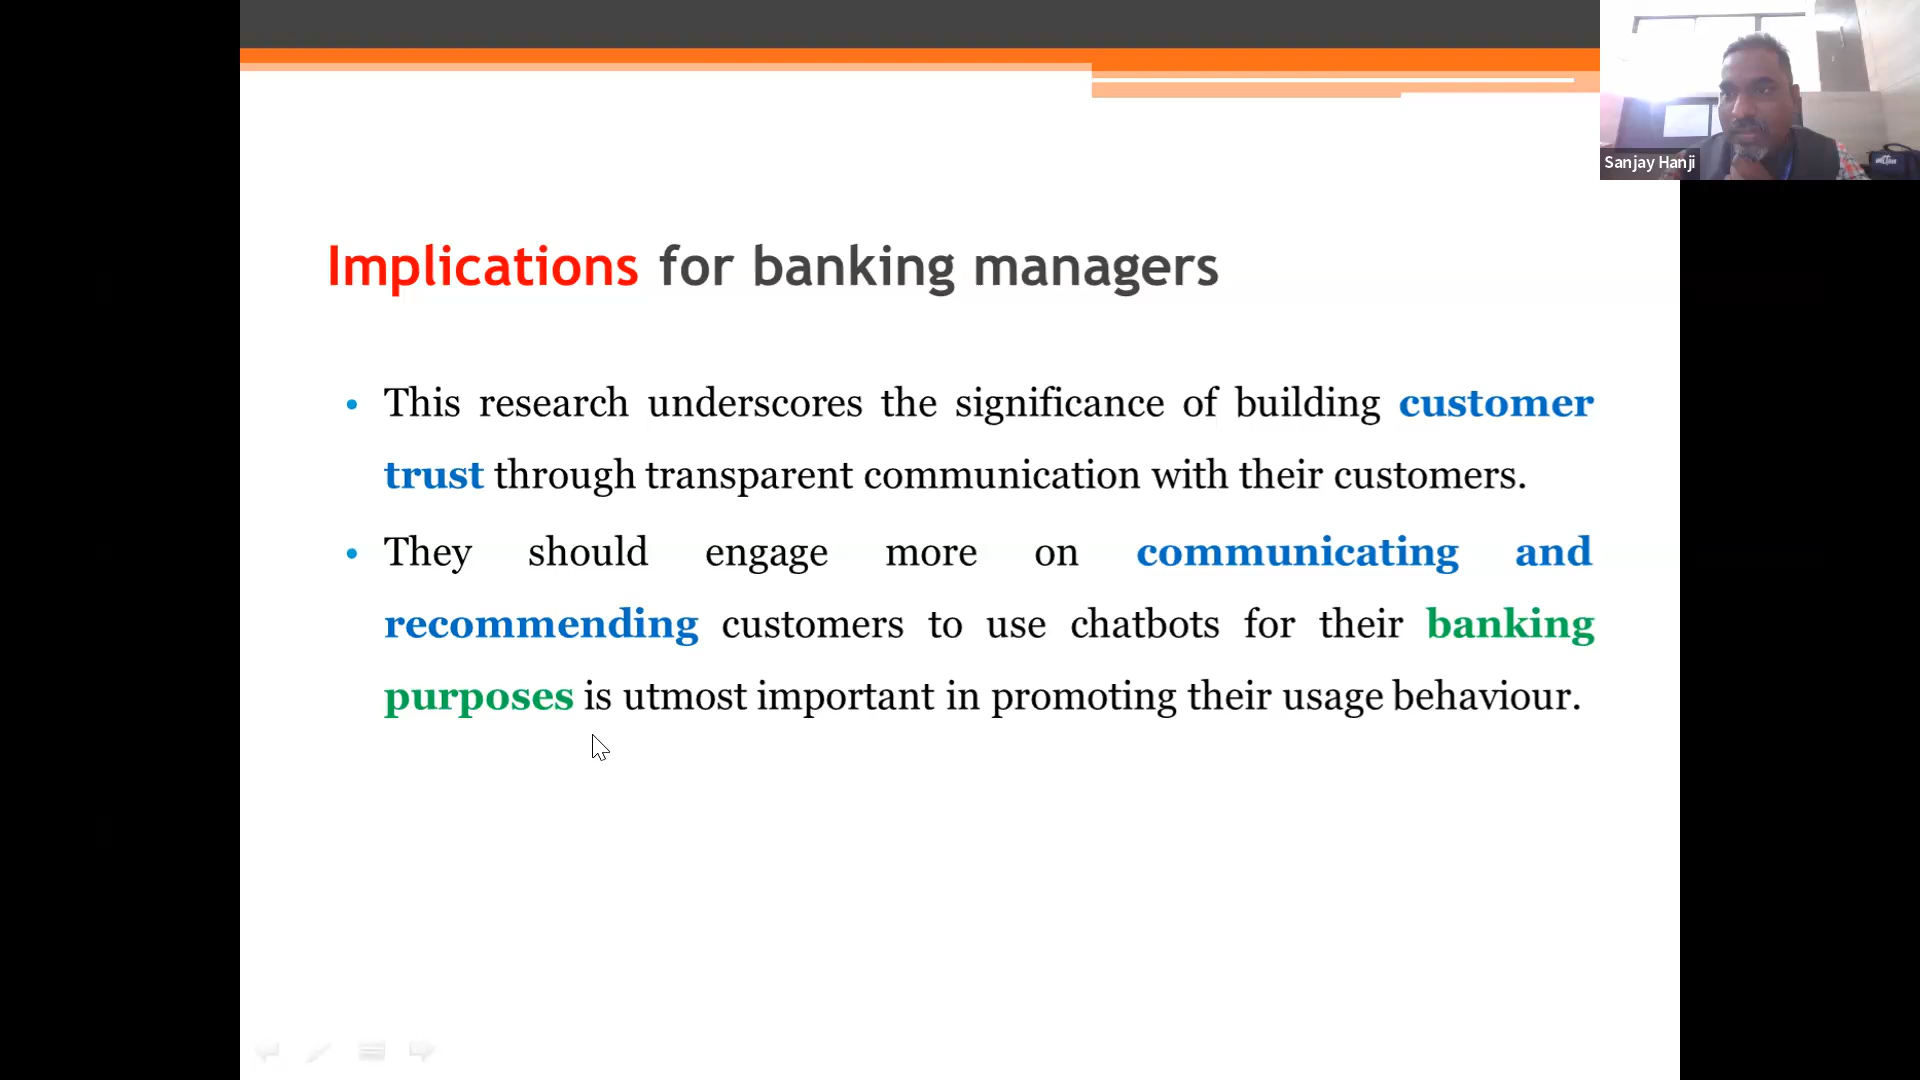 Sanjay Hanji
Implications for banking managers
• This research underscores the significance of building customer
trust through transparent communication with their customers.
• They should engage more on communicating and
recommending customers to use chatbots for their banking
purposes is utmost important in promoting their usage behaviour.